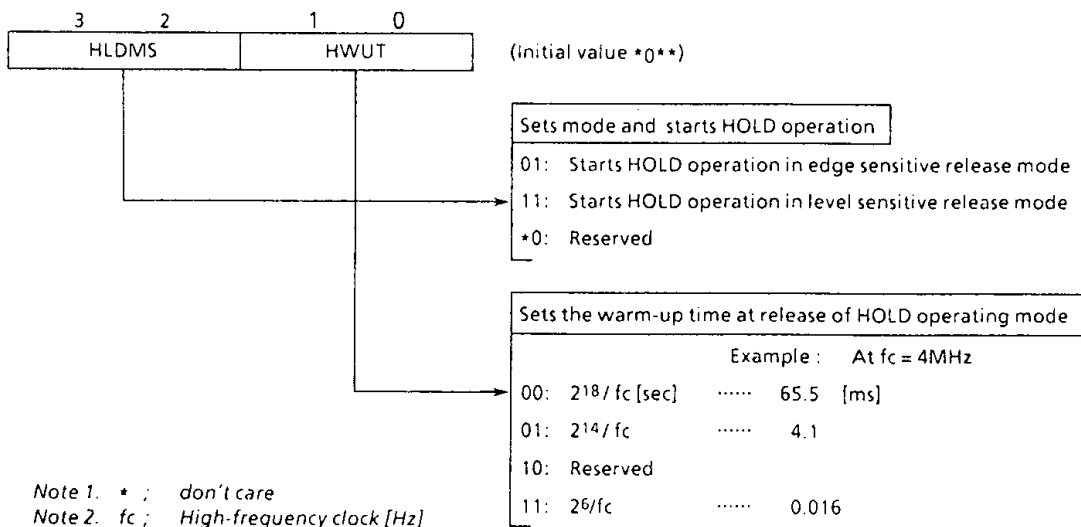 3 2 1 0
HLDMS HWUT (Initial value *0**)
Sets mode and starts HOLD operation
01: Starts HOLD operation in edge sensitive release mode
11: Starts HOLD operation in level sensitive release mode
*0: Reserved
Sets the warm-up time at release of HOLD operating mode
Example : At fc = 4MHz
00: 2¹⁸/ fc [sec] ...... 65.5 [ms]
01: 2¹⁴/ fc ...... 4.1
10: Reserved
11: 2⁶/fc ...... 0.016
Note 1. * ; don't care
Note 2. fc ; High-frequency clock [Hz]